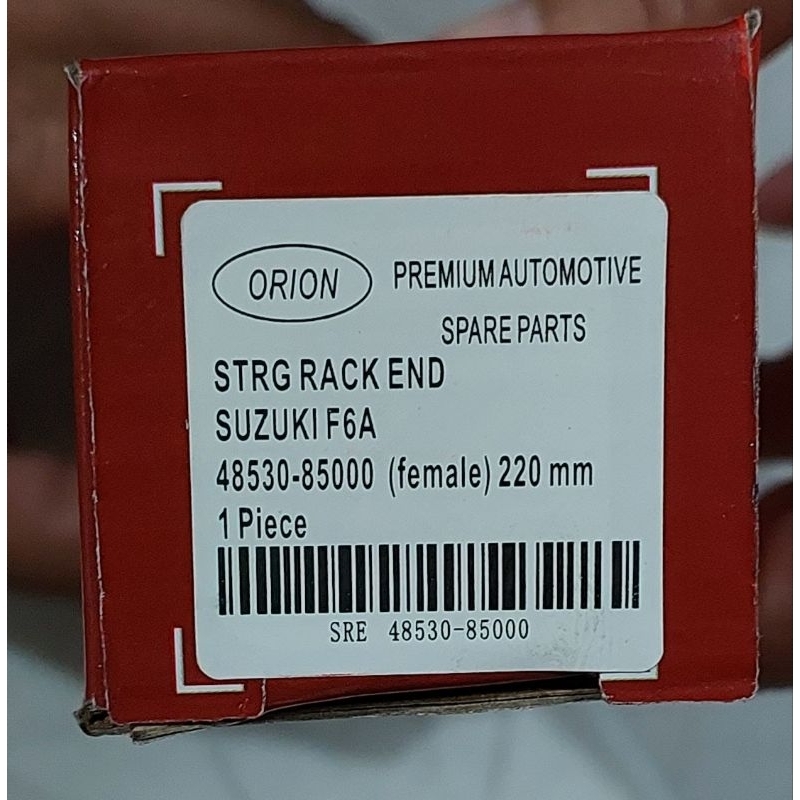 ORION PREMIUM AUTOMOTIVE
SPARE PARTS
STRG RACK END
SUZUKI F6A
48530-85000 (female) 220 mm
1 Piece
SRE 48530-85000